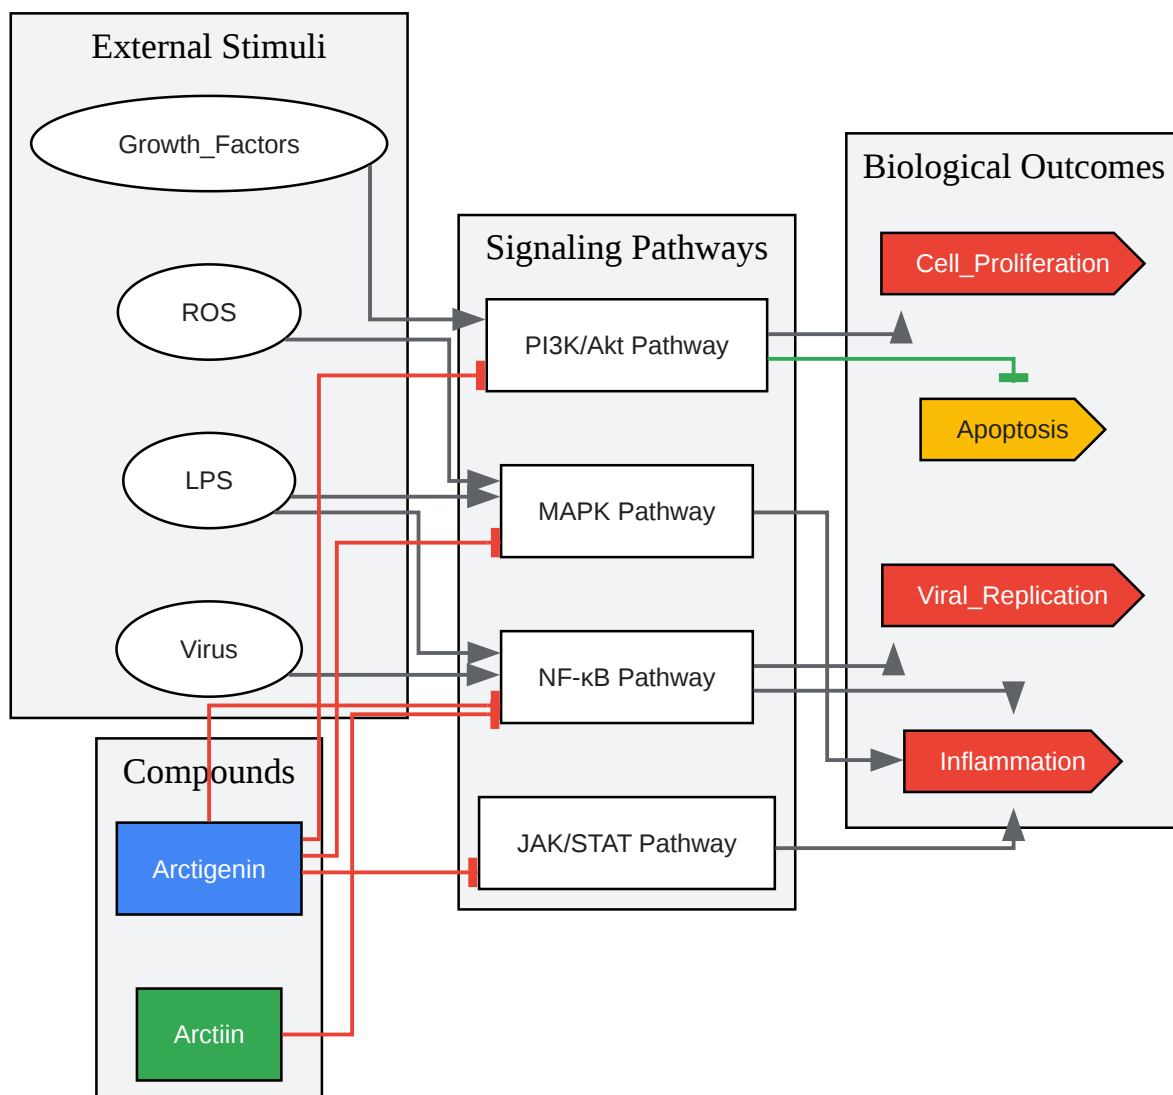 External Stimuli
Growth_Factors
ROS
LPS
Virus
Compounds
Arctigenin
Arctiin
Signaling Pathways
PI3K/Akt Pathway
MAPK Pathway
NF-κB Pathway
JAK/STAT Pathway
Biological Outcomes
Cell_Proliferation
Apoptosis
Viral_Replication
Inflammation